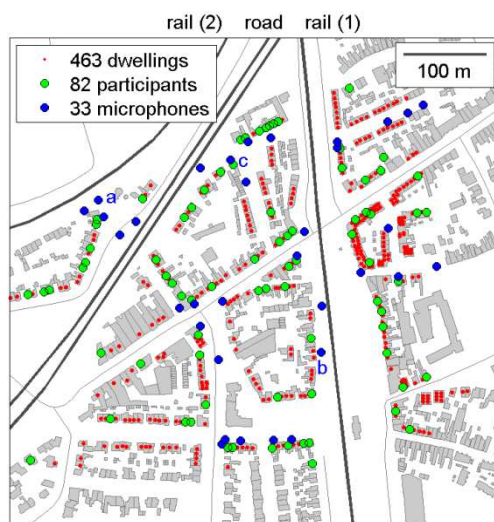 rail (2) road rail (1)
463 dwellings
82 participants
33 microphones
100 m
a
c
b